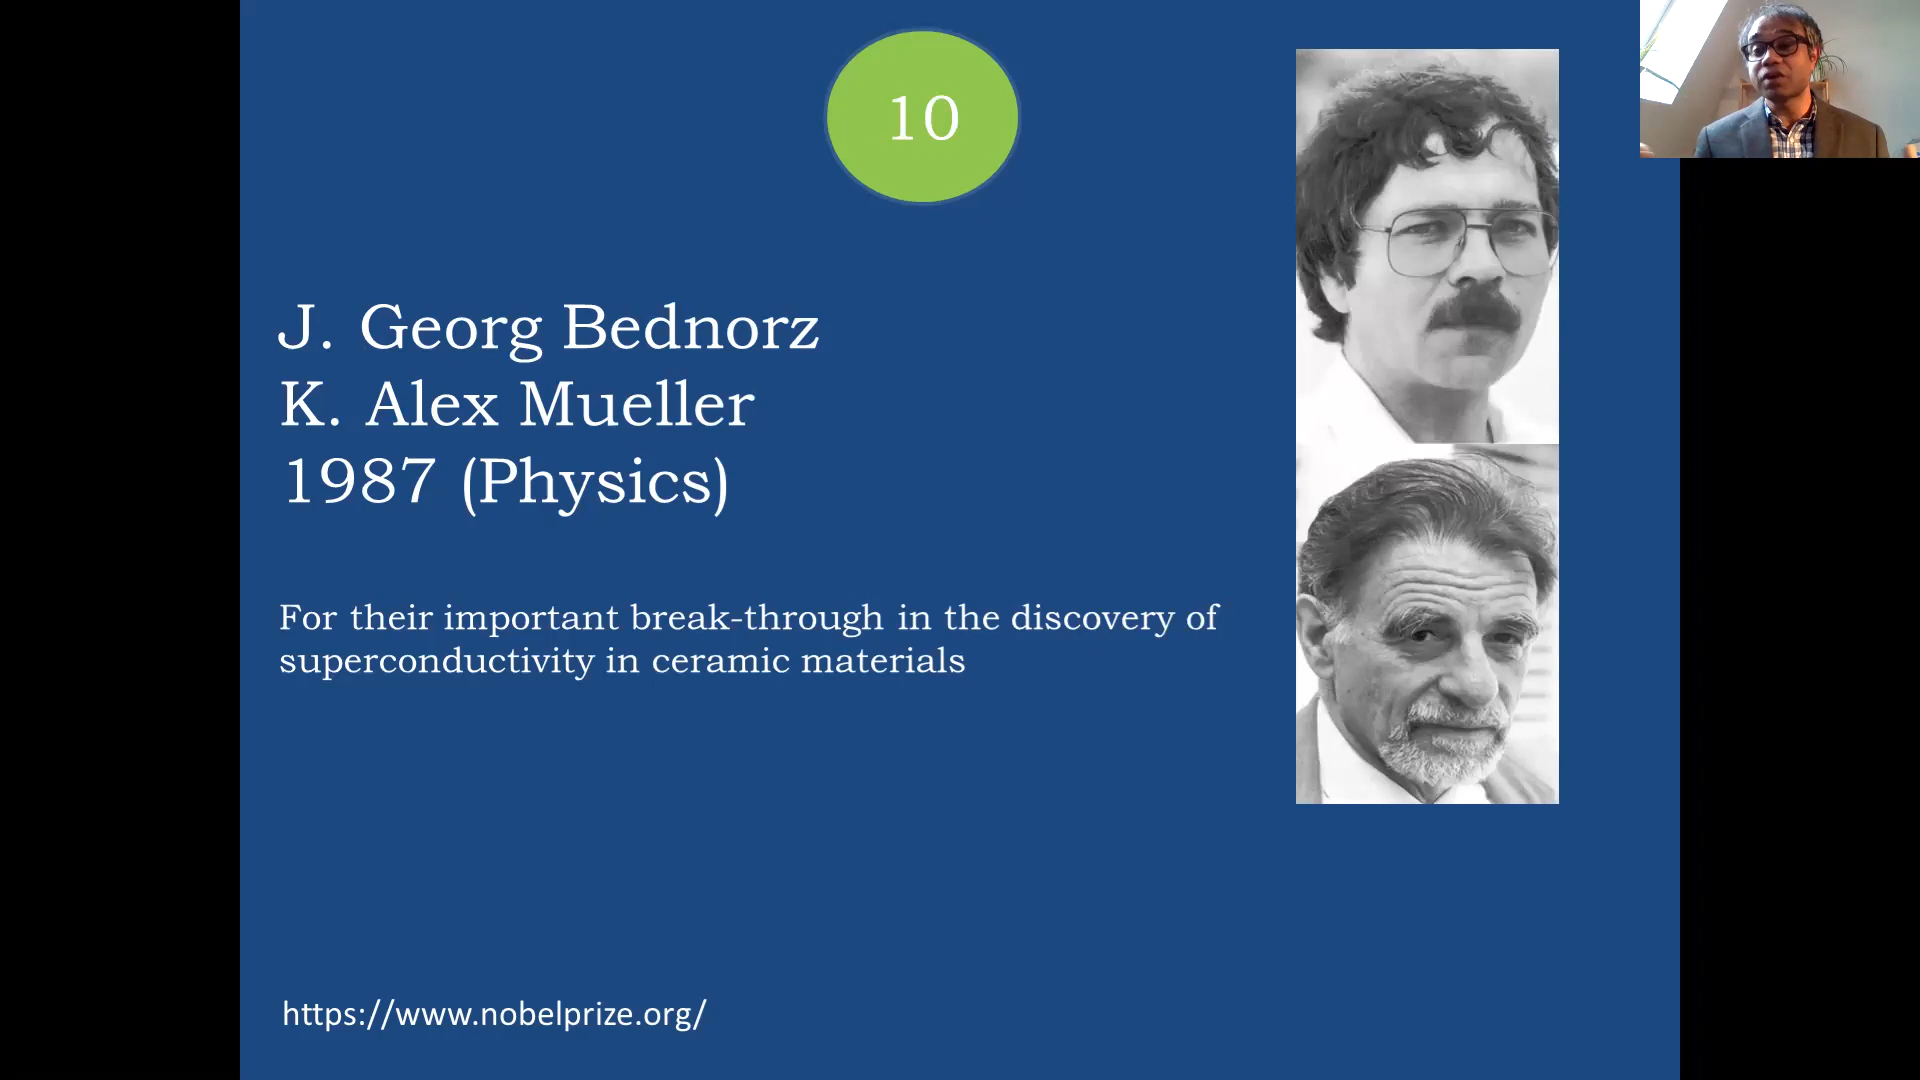 10
J. Georg Bednorz
K. Alex Mueller
1987 (Physics)
For their important break-through in the discovery of
superconductivity in ceramic materials
https://www.nobelprize.org/